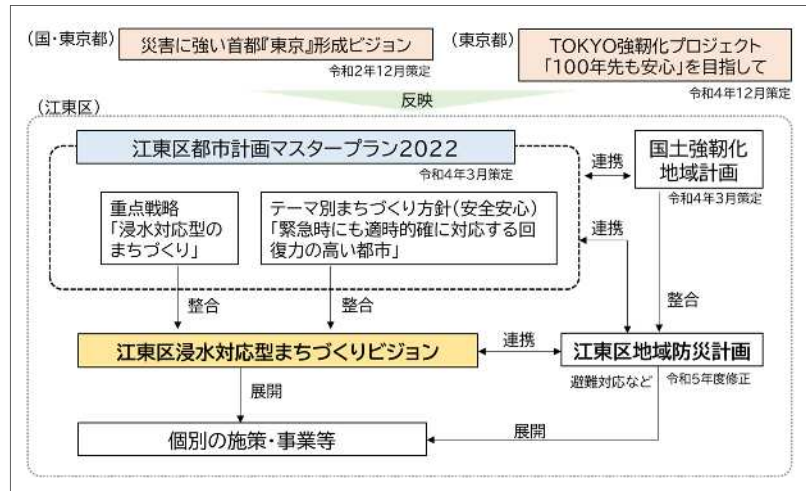 （国・東京都）
災害に強い首都『東京』形成ビジョン
令和2年12月策定
（東京都）
TOKYO強靭化プロジェクト
「100年先も安心」を目指して
令和4年12月策定
反映
（江東区）
江東区都市計画マスタープラン2022
令和4年3月策定
連携
国土強靭化
地域計画
令和4年3月策定
重点戦略
「浸水対応型の
まちづくり」
テーマ別まちづくり方針（安全安心）
「緊急時にも適時的確に対応する回
復力の高い都市」
連携
整合
整合
整合
江東区浸水対応型まちづくりビジョン
連携
江東区地域防災計画
避難対応など
令和5年度修正
展開
個別の施策・事業等
展開